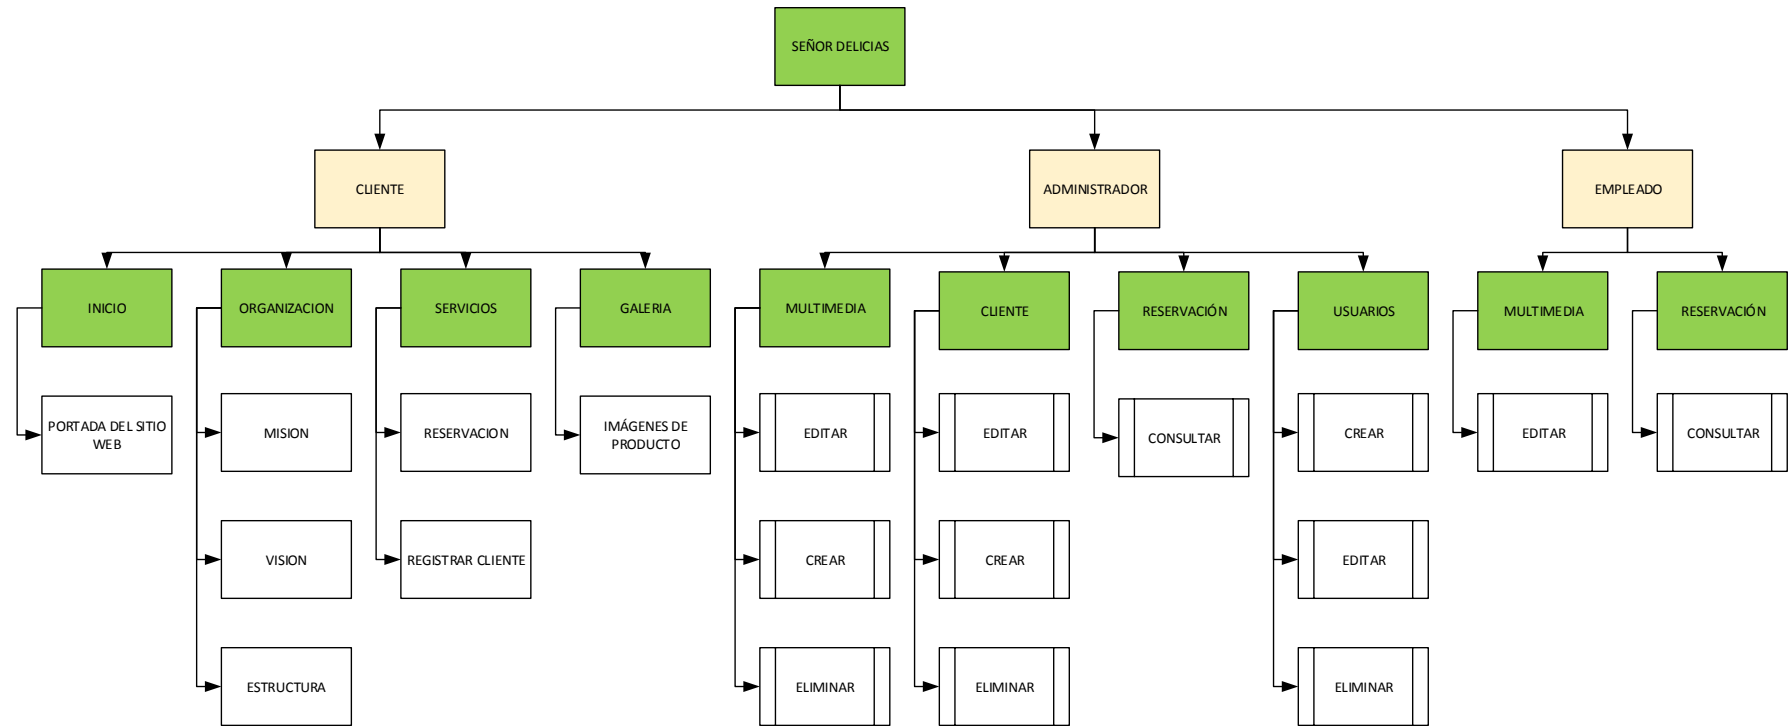 SEÑOR DELICIAS
CLIENTE
ADMINISTRADOR
EMPLEADO
INICIO
ORGANIZACION
SERVICIOS
GALERIA
MULTIMEDIA
CLIENTE
RESERVACIÓN
USUARIOS
MULTIMEDIA
RESERVACIÓN
PORTADA DEL SITIO
WEB
MISION
RESERVACION
IMÁGENES DE
PRODUCTO
EDITAR
EDITAR
CONSULTAR
CREAR
EDITAR
CONSULTAR
VISION
REGISTRAR CLIENTE
CREAR
CREAR
EDITAR
ESTRUCTURA
ELIMINAR
ELIMINAR
ELIMINAR